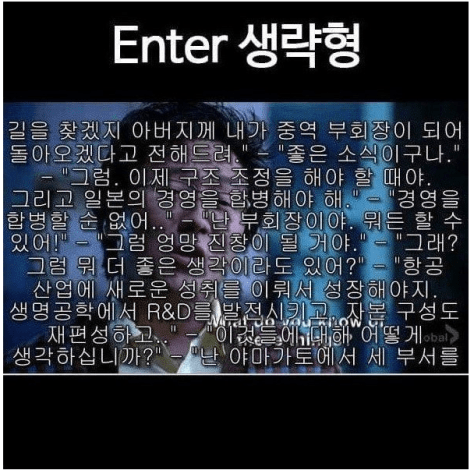 Enter 생략형
길을 찾겠지 아버지께 내가 중역 부회장이 되어
돌아오겠다고 전해드려." – "좋은 소식이구나."
– "그럼. 이제 구조 조정을 해야 할 때야.
그리고 일본의 경영을 합병해야 해." – "경영을
합병할 순 없어.." – "난 부회장이야. 뭐든 할 수
있어!" – "그럼 엉망 진창이 될 거야." – "그래?
그럼 뭐 더 좋은 생각이라도 있어?" – "항공
산업에 새로운 성취를 이뤄서 성장해야지.
생명공학에서 R&D를 발전시키고, 자본 구성도
재편성하고.." – "이것들에 대해 어떻게
obal
생각하십니까?" – "난 야마가토에서 세 부서를